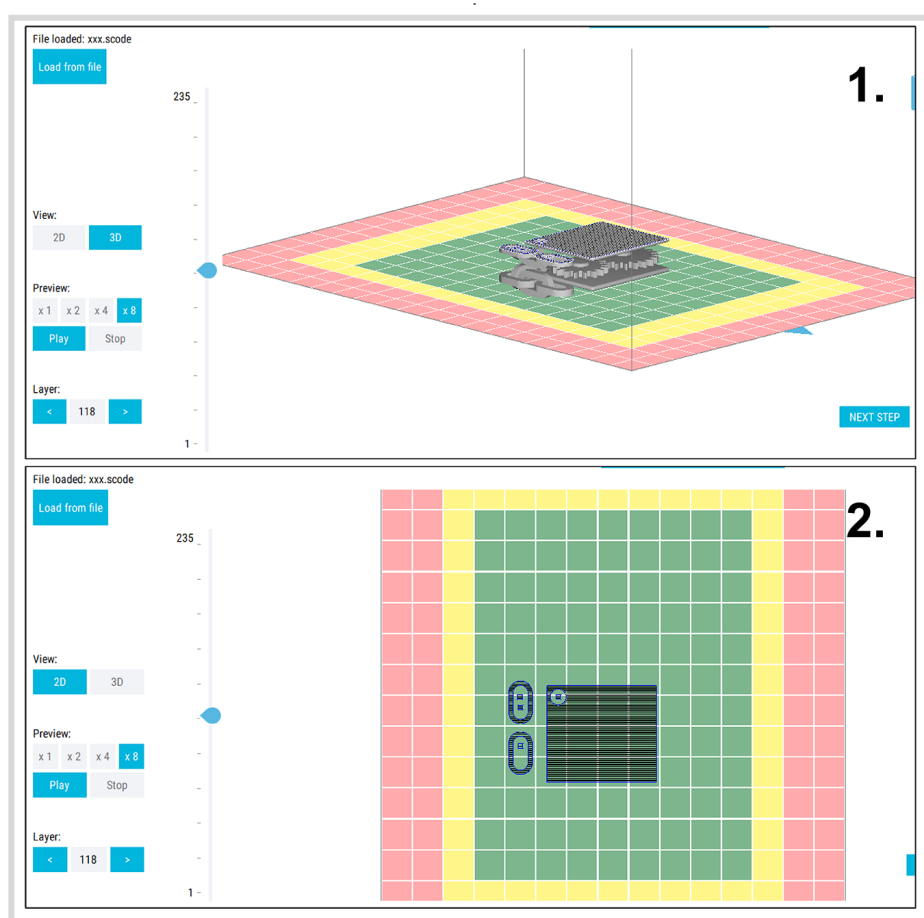 File loaded: xxx.scode
Load from file
1.
235
View:
2D 3D
Preview:
x 1 x 2 x 4 x 8
Play Stop
Layer:
< 118 >
NEXT STEP
1
File loaded: xxx.scode
Load from file
2.
235
View:
2D 3D
Preview:
x 1 x 2 x 4 x 8
Play Stop
Layer:
< 118 >
1